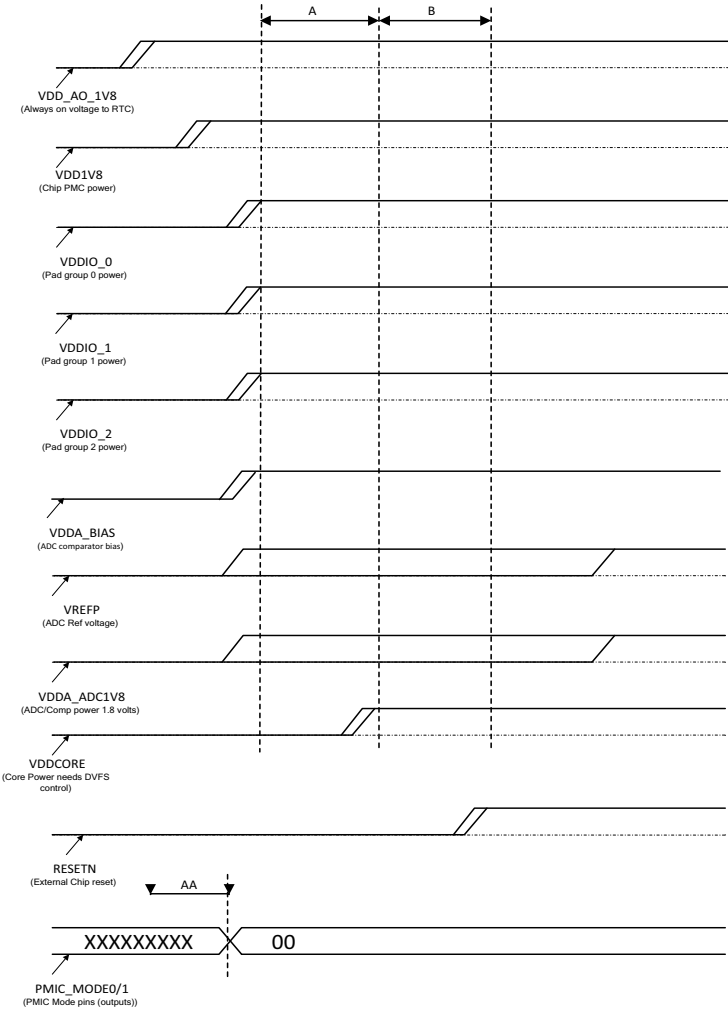 A
B
VDD_AO_1V8
(Always on voltage to RTC)
VDD1V8
(Chip PMC power)
VDDIO_0
(Pad group 0 power)
VDDIO_1
(Pad group 1 power)
VDDIO_2
(Pad group 2 power)
VDDA_BIAS
(ADC comparator bias)
VREFP
(ADC Ref voltage)
VDDA_ADC1V8
(ADC/Comp power 1.8 volts)
VDDCORE
(Core Power needs DVFS
control)
RESETN
(External Chip reset)
AA
XXXXXXXXX
00
PMIC_MODE0/1
(PMIC Mode pins (outputs))